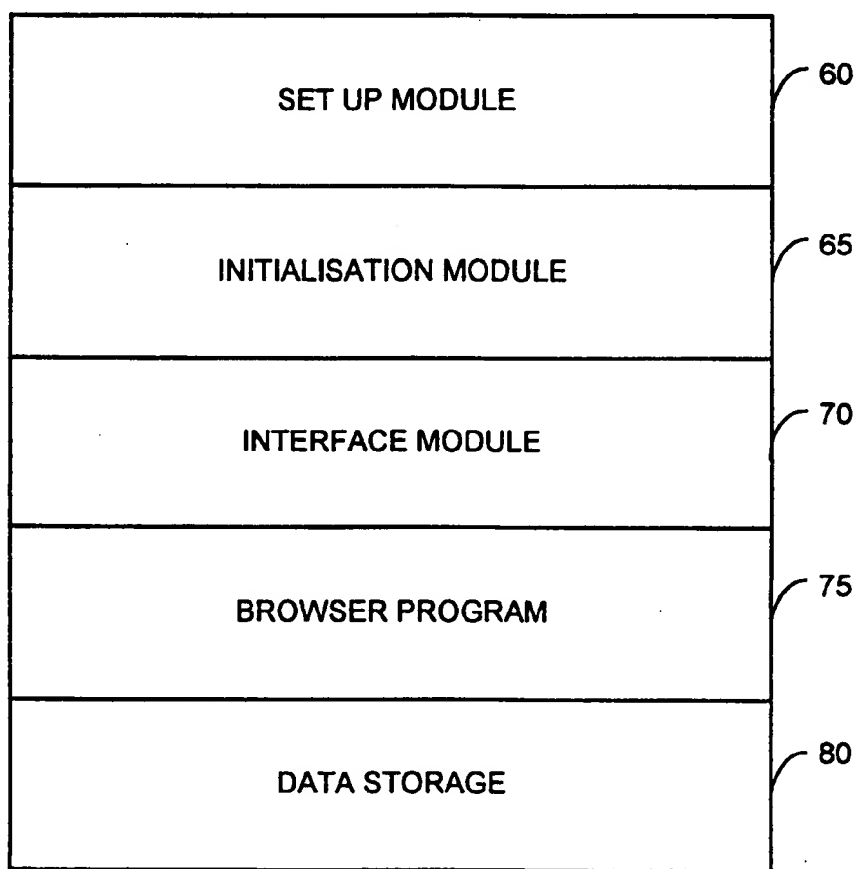 SET UP MODULE 60
INITIALISATION MODULE 65
INTERFACE MODULE 70
BROWSER PROGRAM 75
DATA STORAGE 80